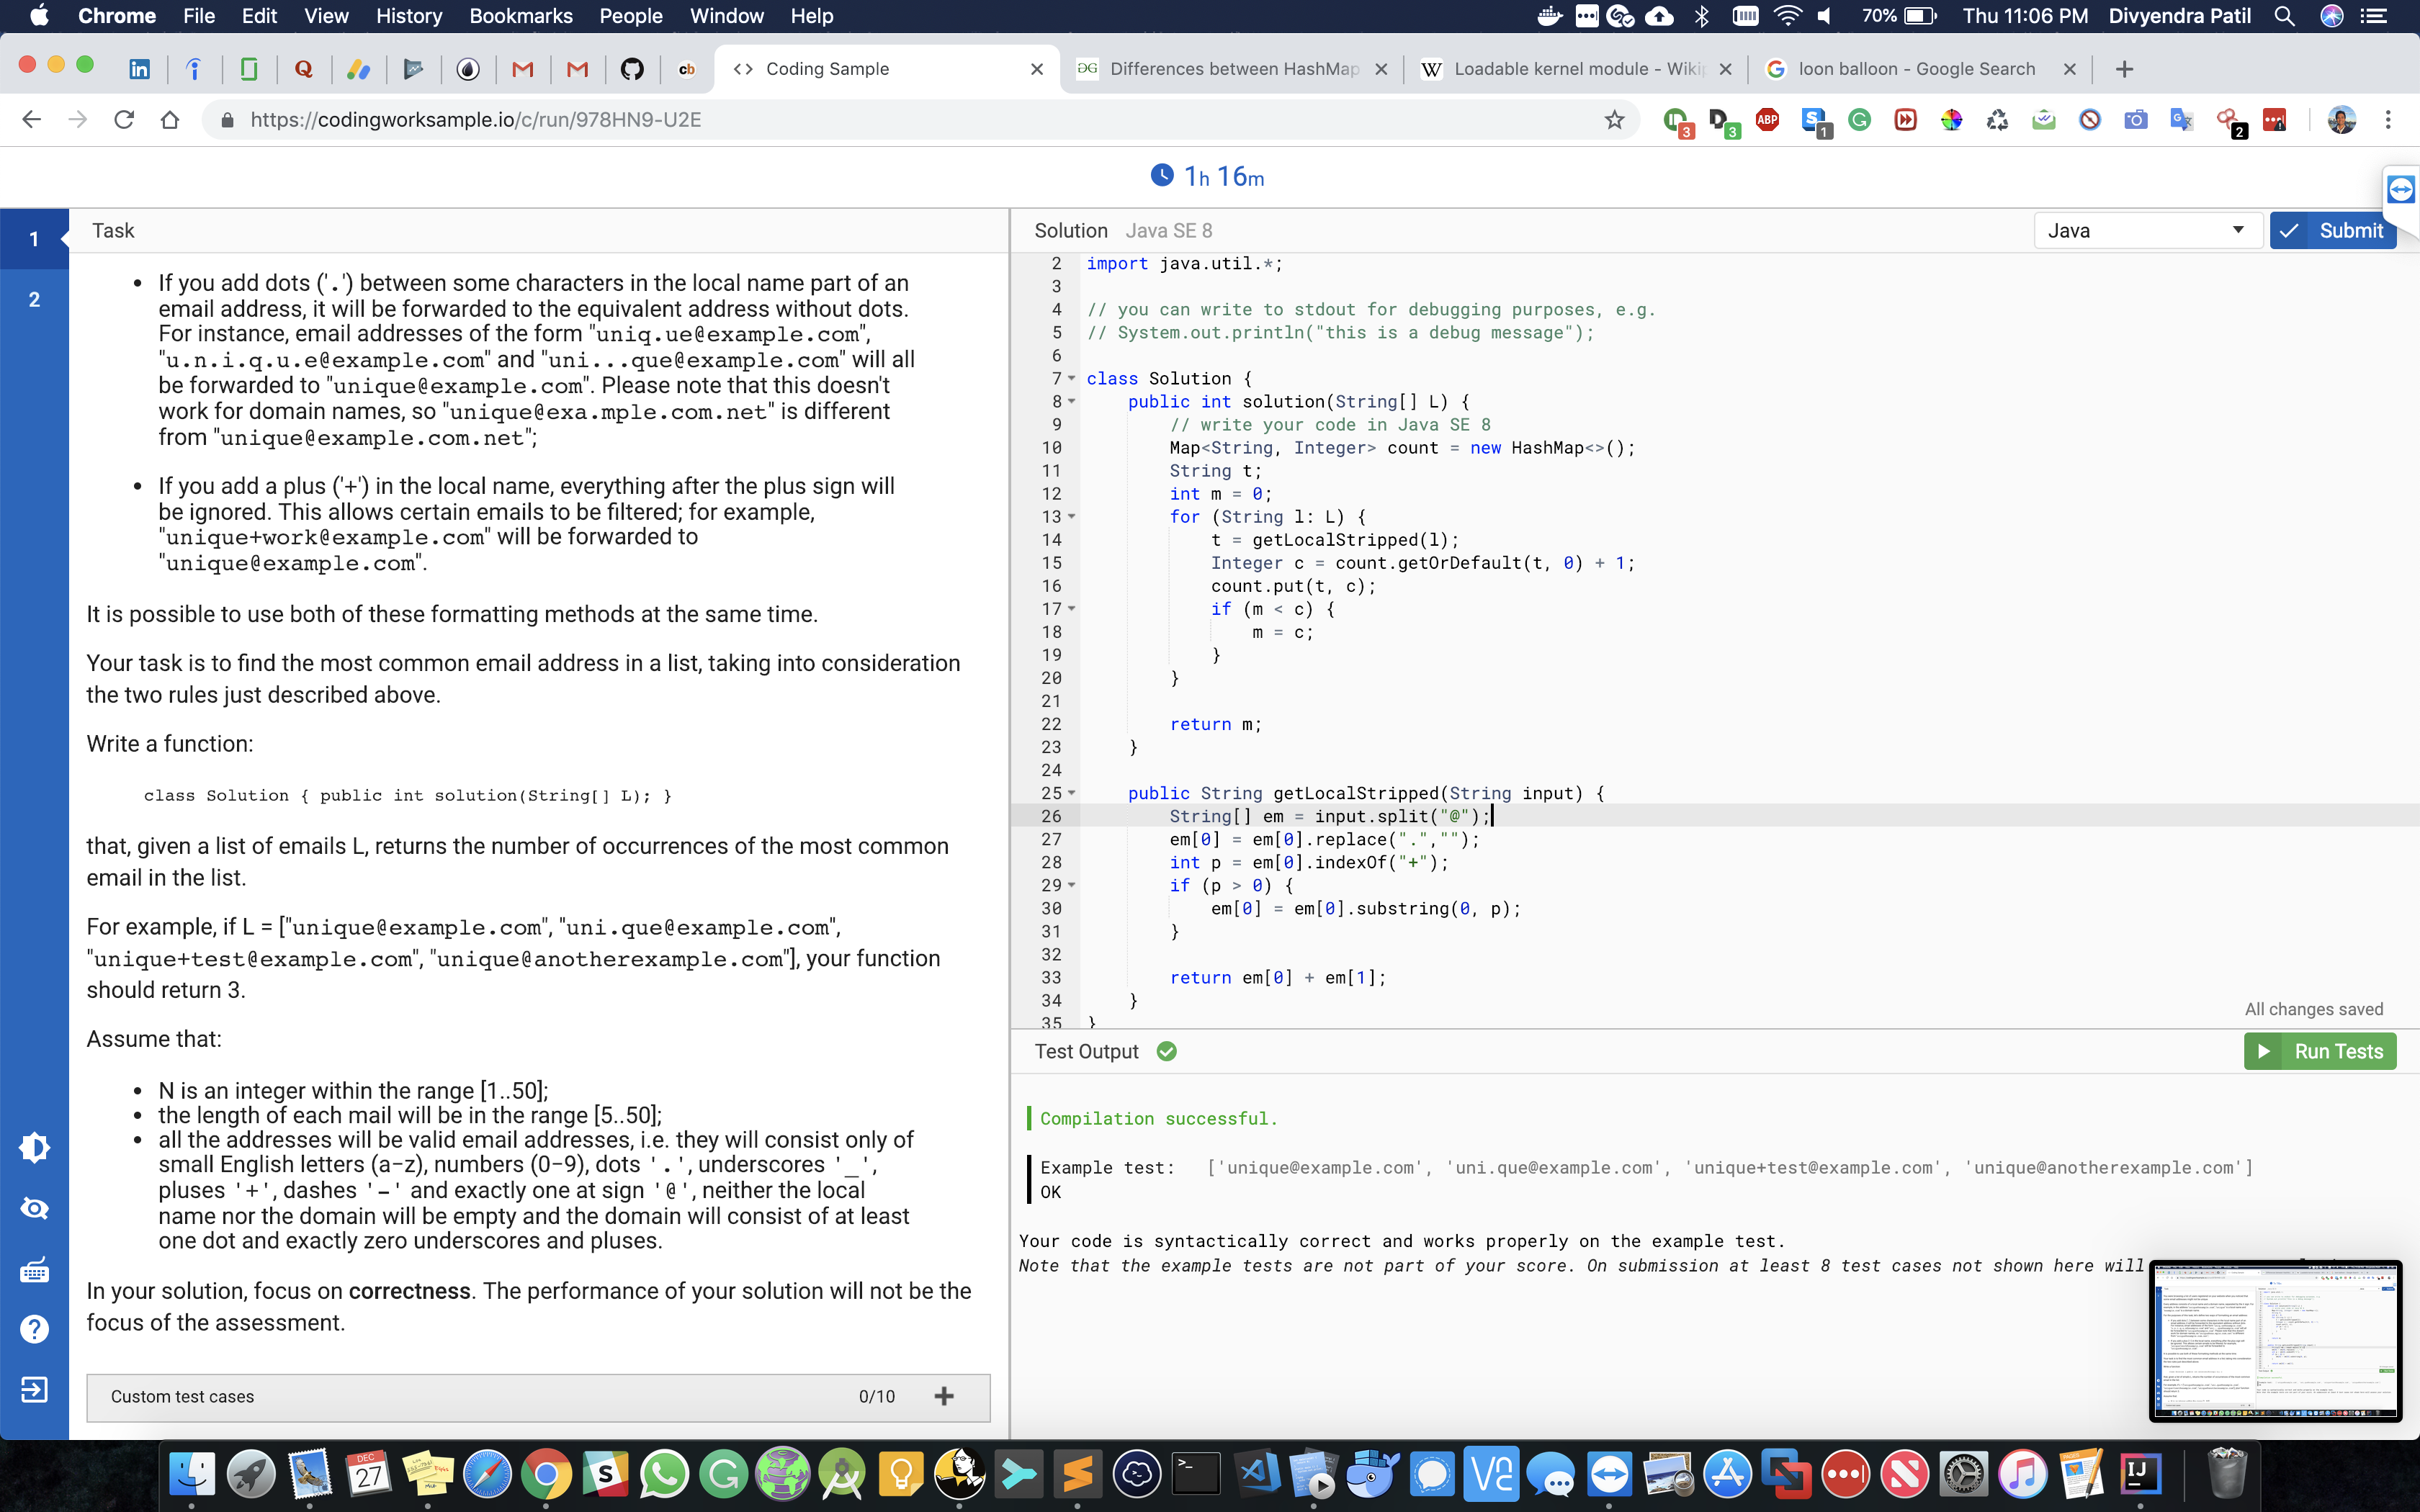 Chrome File Edit View History Bookmarks People Window Help 70% Thu 11:06 PM Divyendra Patil
Coding Sample
Differences between HashMap
Loadable kernel module - Wiki
loon balloon - Google Search
https://codingworksample.io/c/run/978HN9-U2E
1h 16m
1
2
Task
• If you add dots ('.') between some characters in the local name part of an
email address, it will be forwarded to the equivalent address without dots.
For instance, email addresses of the form "uniq.ue@example.com",
"u.n.i.q.u.e@example.com" and "uni...que@example.com" will all
be forwarded to "unique@example.com". Please note that this doesn't
work for domain names, so "unique@exa.mple.com.net" is different
from "unique@example.com.net";
• If you add a plus ('+') in the local name, everything after the plus sign will
be ignored. This allows certain emails to be filtered; for example,
"unique+work@example.com" will be forwarded to
"unique@example.com".
It is possible to use both of these formatting methods at the same time.
Your task is to find the most common email address in a list, taking into consideration
the two rules just described above.
Write a function:
class Solution { public int solution(String[] L); }
that, given a list of emails L, returns the number of occurrences of the most common
email in the list.
For example, if L = ["unique@example.com", "uni.que@example.com",
"unique+test@example.com", "unique@anotherexample.com"], your function
should return 3.
Assume that:
• N is an integer within the range [1..50];
• the length of each mail will be in the range [5..50];
• all the addresses will be valid email addresses, i.e. they will consist only of
small English letters (a-z), numbers (0-9), dots '.', underscores '_',
pluses '+', dashes '-' and exactly one at sign '@', neither the local
name nor the domain will be empty and the domain will consist of at least
one dot and exactly zero underscores and pluses.
In your solution, focus on correctness. The performance of your solution will not be the
focus of the assessment.
Custom test cases 0/10 +
Solution Java SE 8 Java Submit
2 import java.util.*;
3
4 // you can write to stdout for debugging purposes, e.g.
5 // System.out.println("this is a debug message");
6
7 class Solution {
8 public int solution(String[] L) {
9 // write your code in Java SE 8
10 Map<String, Integer> count = new HashMap<>();
11 String t;
12 int m = 0;
13 for (String l: L) {
14 t = getLocalStripped(l);
15 Integer c = count.getOrDefault(t, 0) + 1;
16 count.put(t, c);
17 if (m < c) {
18 m = c;
19 }
20 }
21
22 return m;
23 }
24
25 public String getLocalStripped(String input) {
26 String[] em = input.split("@");
27 em[0] = em[0].replace(".","");
28 int p = em[0].indexOf("+");
29 if (p > 0) {
30 em[0] = em[0].substring(0, p);
31 }
32
33 return em[0] + em[1];
34 }
35 }
All changes saved
Test Output Run Tests
Compilation successful.
Example test: ['unique@example.com', 'uni.que@example.com', 'unique+test@example.com', 'unique@anotherexample.com']
OK
Your code is syntactically correct and works properly on the example test.
Note that the example tests are not part of your score. On submission at least 8 test cases not shown here will